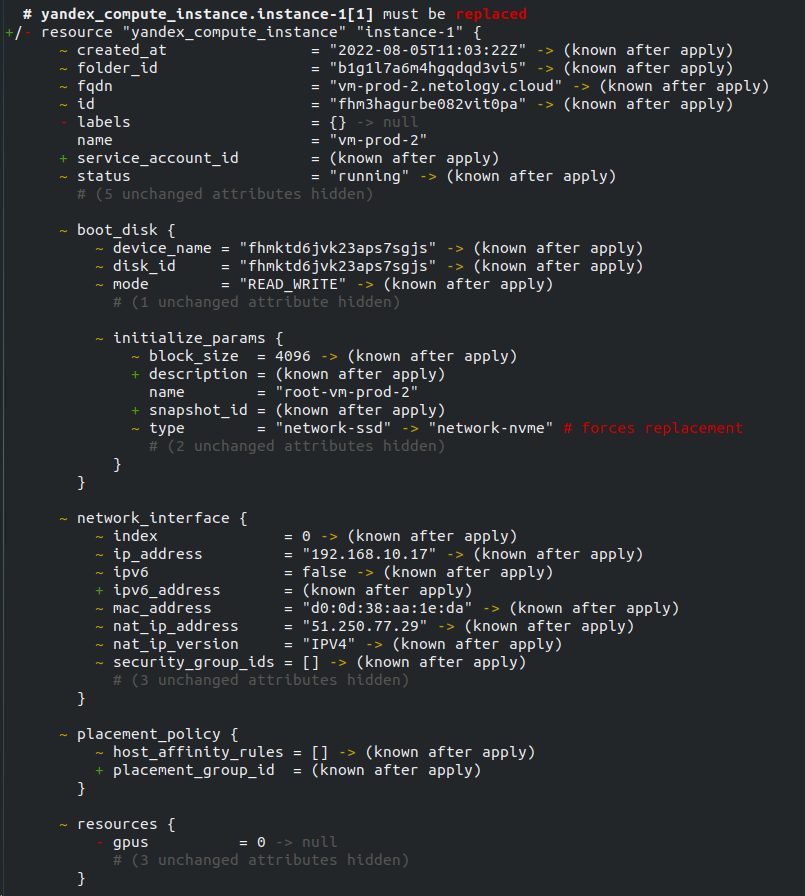 # yandex_compute_instance.instance-1[1] must be replaced
+/- resource "yandex_compute_instance" "instance-1" {
~ created_at = "2022-08-05T11:03:22Z" -> (known after apply)
~ folder_id = "b1g1l7a6m4hgqdqd3vi5" -> (known after apply)
~ fqdn = "vm-prod-2.netology.cloud" -> (known after apply)
~ id = "fhm3hagurbe082vit0pa" -> (known after apply)
- labels = {} -> null
name = "vm-prod-2"
+ service_account_id = (known after apply)
~ status = "running" -> (known after apply)
# (5 unchanged attributes hidden)
~ boot_disk {
~ device_name = "fhmktd6jvk23aps7sgjs" -> (known after apply)
~ disk_id = "fhmktd6jvk23aps7sgjs" -> (known after apply)
~ mode = "READ_WRITE" -> (known after apply)
# (1 unchanged attribute hidden)
~ initialize_params {
~ block_size = 4096 -> (known after apply)
+ description = (known after apply)
name = "root-vm-prod-2"
+ snapshot_id = (known after apply)
~ type = "network-ssd" -> "network-nvme" # forces replacement
# (2 unchanged attributes hidden)
}
}
~ network_interface {
~ index = 0 -> (known after apply)
~ ip_address = "192.168.10.17" -> (known after apply)
~ ipv6 = false -> (known after apply)
+ ipv6_address = (known after apply)
~ mac_address = "d0:0d:38:aa:1e:da" -> (known after apply)
~ nat_ip_address = "51.250.77.29" -> (known after apply)
~ nat_ip_version = "IPV4" -> (known after apply)
~ security_group_ids = [] -> (known after apply)
# (3 unchanged attributes hidden)
}
~ placement_policy {
~ host_affinity_rules = [] -> (known after apply)
+ placement_group_id = (known after apply)
}
~ resources {
- gpus = 0 -> null
# (3 unchanged attributes hidden)
}